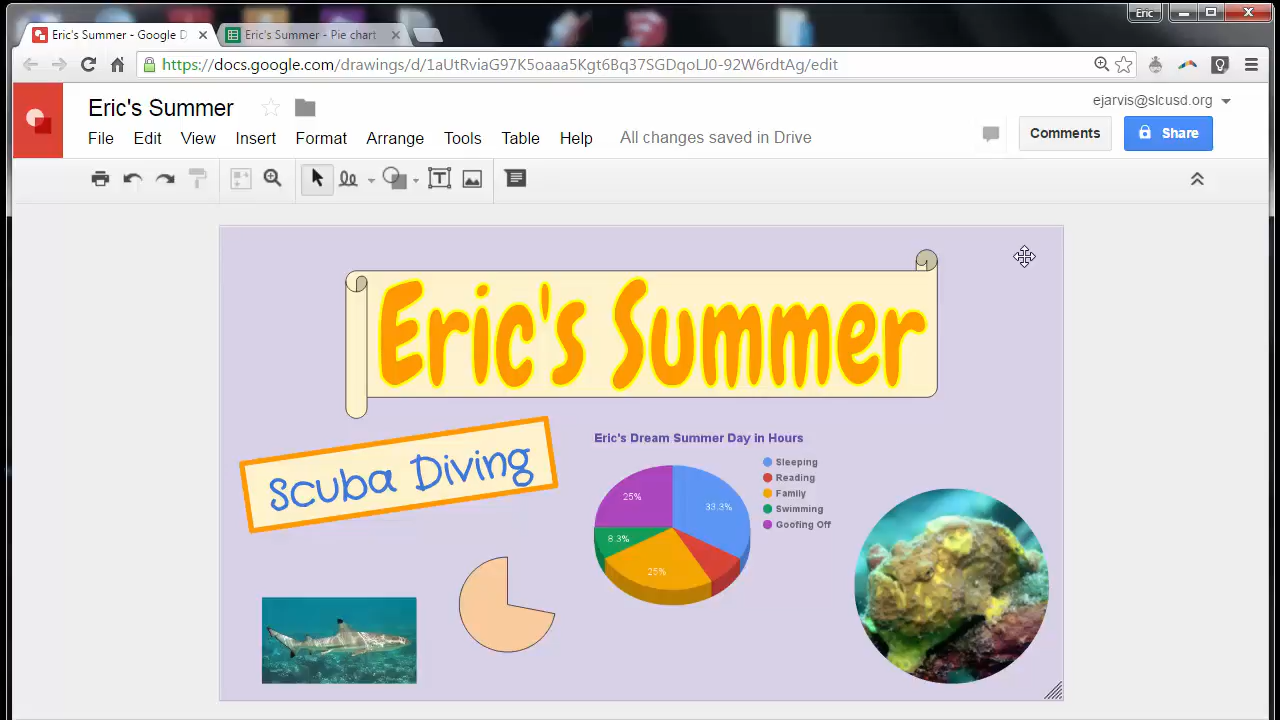 Eric
Eric's Summer - Google D
Eric's Summer - Pie chart
https://docs.google.com/drawings/d/1aUtRviaG97K5oaaa5Kgt6Bq37SGDqoLJ0-92W6rdtAg/edit
Eric's Summer
ejarvis@slcusd.org
File Edit View Insert Format Arrange Tools Table Help All changes saved in Drive
Comments
Share
Eric's Summer
Scuba Diving
Eric's Dream Summer Day in Hours
Sleeping
Reading
Family
Swimming
Goofing Off
25%
33.3%
8.3%
25%